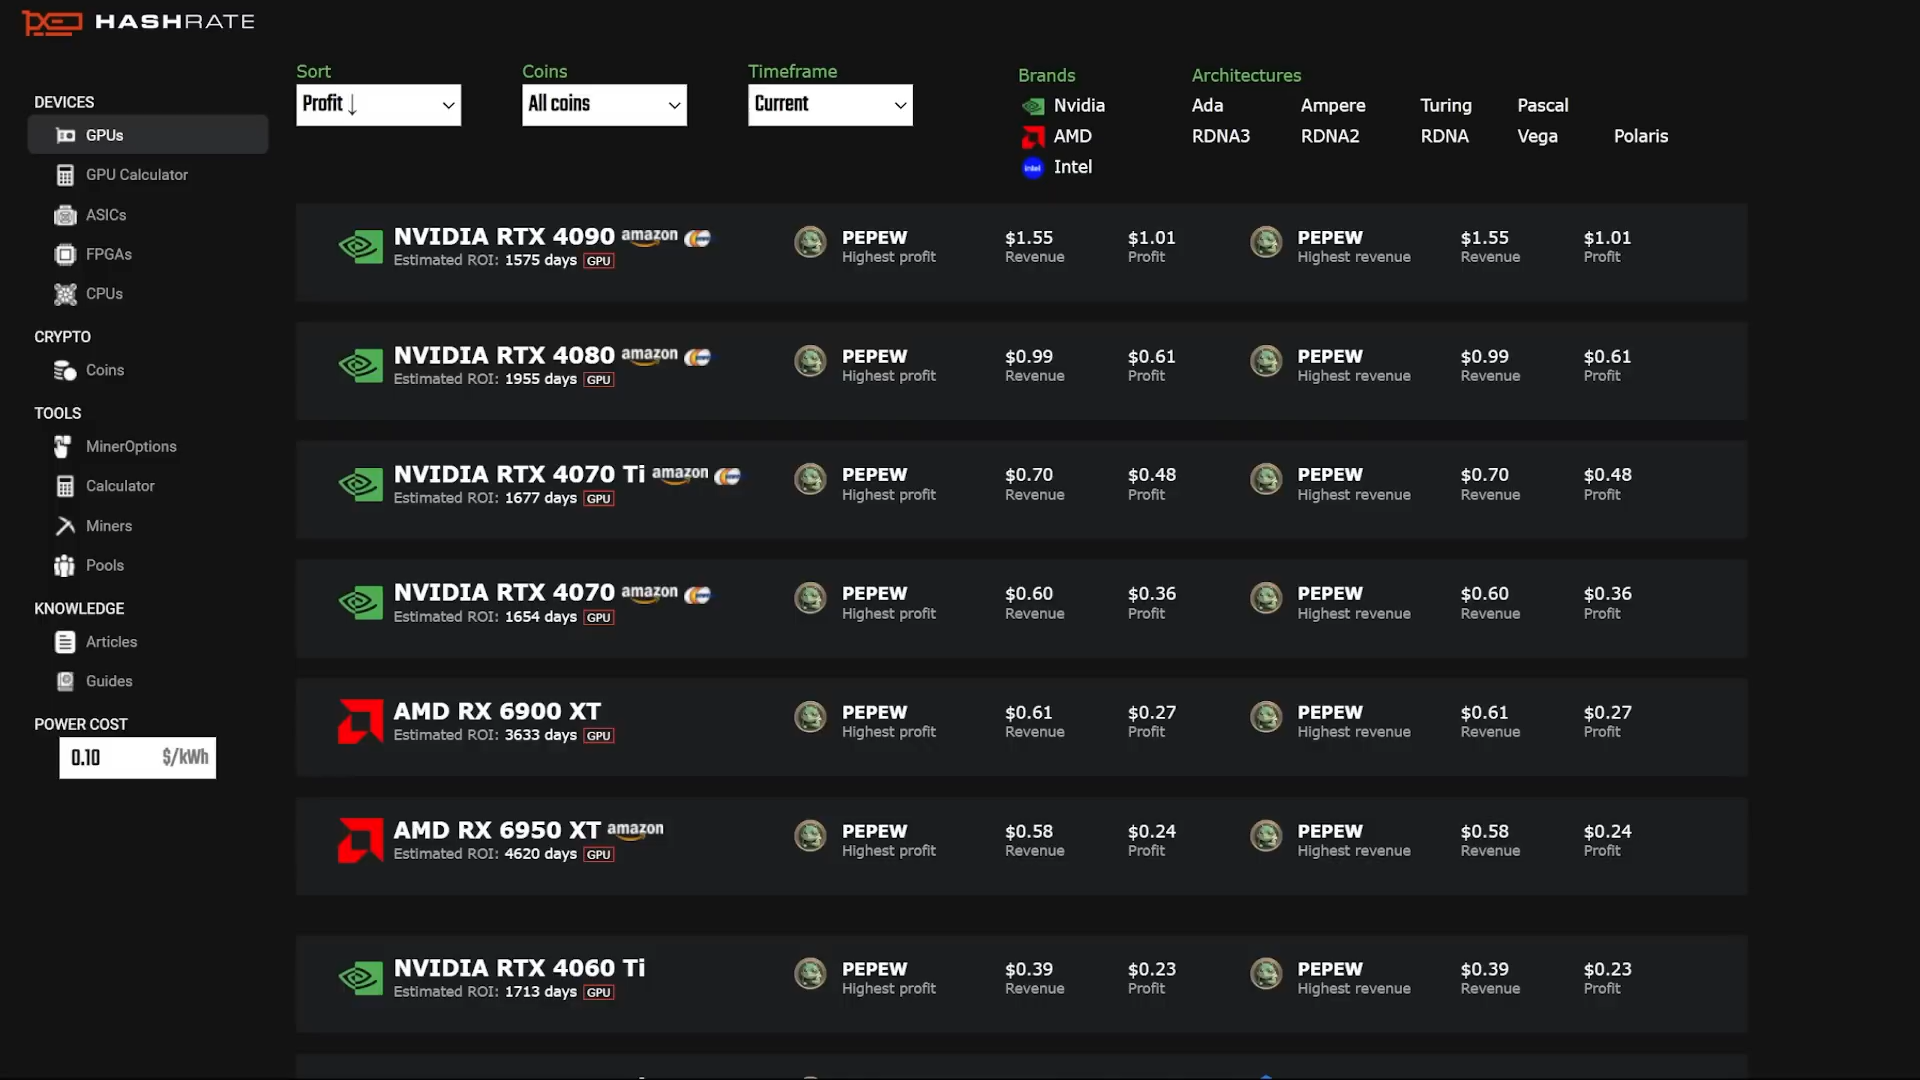 HASHRATE
Sort
Profit ↓
Coins
All coins
Timeframe
Current
Brands
Nvidia
AMD
intel Intel
Architectures
Ada Ampere Turing Pascal
RDNA3 RDNA2 RDNA Vega Polaris
DEVICES
GPUs
GPU Calculator
ASICs
FPGAs
CPUs
CRYPTO
Coins
TOOLS
MinerOptions
Calculator
Miners
Pools
KNOWLEDGE
Articles
Guides
POWER COST
0.10 $/kWh
NVIDIA RTX 4090 amazon
Estimated ROI: 1575 days GPU
PEPEW $1.55 $1.01 PEPEW $1.55 $1.01
Highest profit Revenue Profit Highest revenue Revenue Profit
NVIDIA RTX 4080 amazon
Estimated ROI: 1955 days GPU
PEPEW $0.99 $0.61 PEPEW $0.99 $0.61
Highest profit Revenue Profit Highest revenue Revenue Profit
NVIDIA RTX 4070 Ti amazon
Estimated ROI: 1677 days GPU
PEPEW $0.70 $0.48 PEPEW $0.70 $0.48
Highest profit Revenue Profit Highest revenue Revenue Profit
NVIDIA RTX 4070 amazon
Estimated ROI: 1654 days GPU
PEPEW $0.60 $0.36 PEPEW $0.60 $0.36
Highest profit Revenue Profit Highest revenue Revenue Profit
AMD RX 6900 XT
Estimated ROI: 3633 days GPU
PEPEW $0.61 $0.27 PEPEW $0.61 $0.27
Highest profit Revenue Profit Highest revenue Revenue Profit
AMD RX 6950 XT amazon
Estimated ROI: 4620 days GPU
PEPEW $0.58 $0.24 PEPEW $0.58 $0.24
Highest profit Revenue Profit Highest revenue Revenue Profit
NVIDIA RTX 4060 Ti
Estimated ROI: 1713 days GPU
PEPEW $0.39 $0.23 PEPEW $0.39 $0.23
Highest profit Revenue Profit Highest revenue Revenue Profit